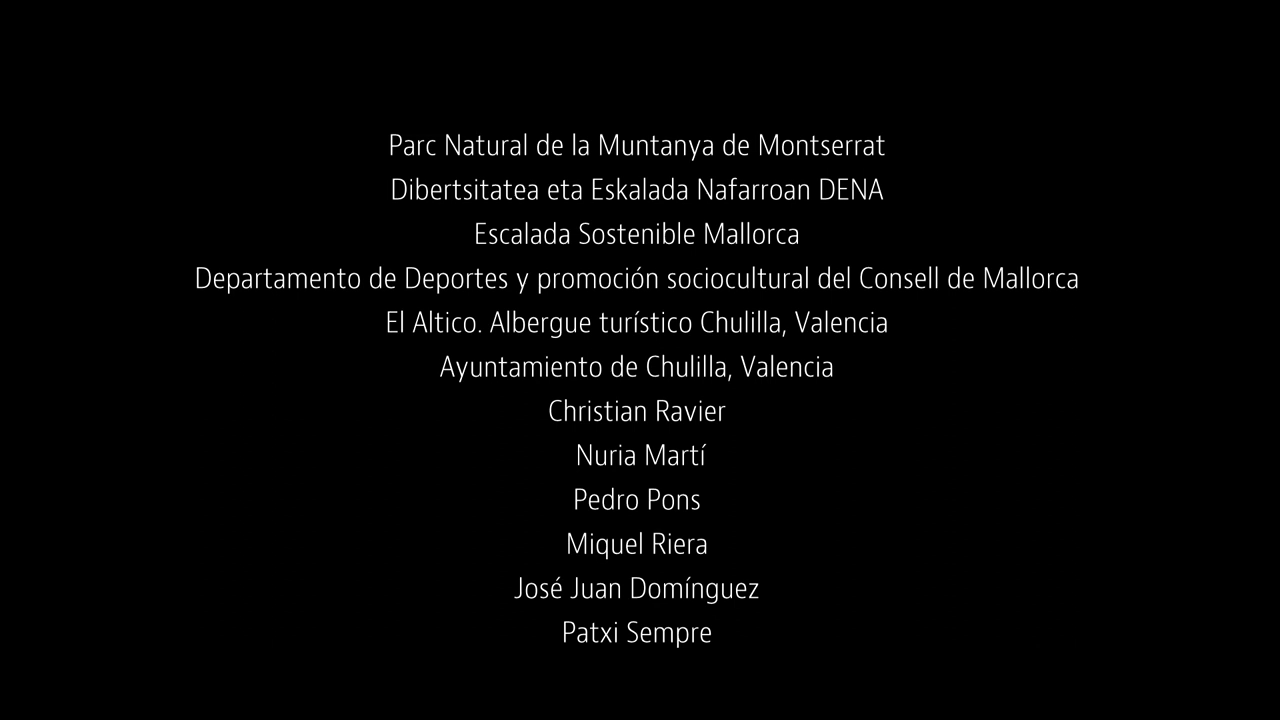 Parc Natural de la Muntanya de Montserrat
Dibertsitatea eta Eskalada Nafarroan DENA
Escalada Sostenible Mallorca
Departamento de Deportes y promoción sociocultural del Consell de Mallorca
El Altico. Albergue turístico Chulilla, Valencia
Ayuntamiento de Chulilla, Valencia
Christian Ravier
Nuria Martí
Pedro Pons
Miquel Riera
José Juan Domínguez
Patxi Sempre